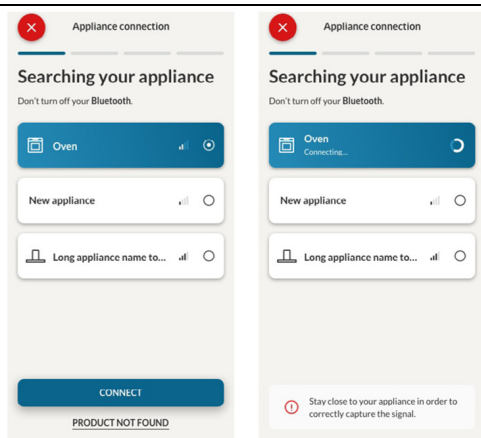 Appliance connection
Searching your appliance
Don't turn off your Bluetooth.
Oven
New appliance
Long appliance name to...
CONNECT
PRODUCT NOT FOUND
Appliance connection
Searching your appliance
Don't turn off your Bluetooth.
Oven
Connecting...
New appliance
Long appliance name to...
Stay close to your appliance in order to
correctly capture the signal.